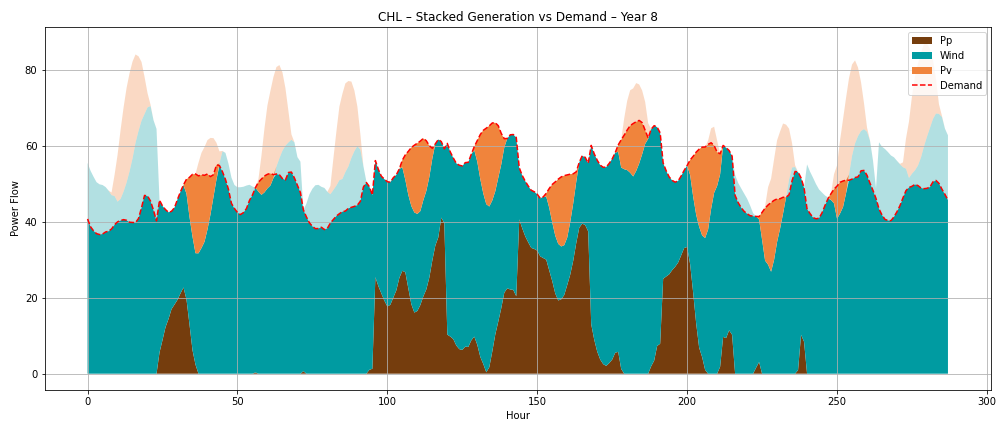 CHL – Stacked Generation vs Demand – Year 8
Pp
Wind
Pv
Demand
Power Flow
80
60
40
20
0
0 50 100 150 200 250 300
Hour